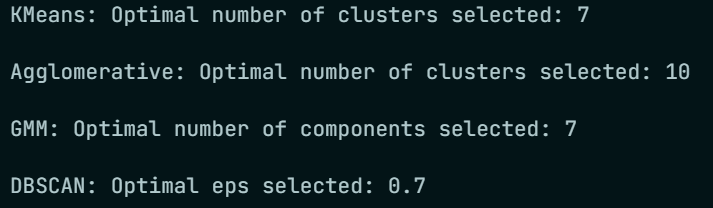 KMeans: Optimal number of clusters selected: 7
Agglomerative: Optimal number of clusters selected: 10
GMM: Optimal number of components selected: 7
DBSCAN: Optimal eps selected: 0.7